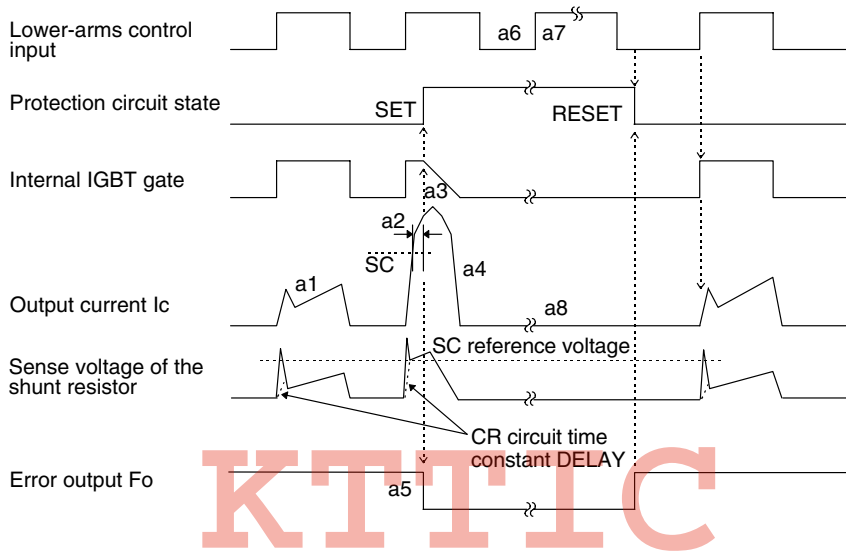 Lower-arms control
input
a6
a7
Protection circuit state
SET
RESET
Internal IGBT gate
a3
a2
SC
a4
Output current Ic
a1
a8
SC reference voltage
Sense voltage of the
shunt resistor
CR circuit time
constant DELAY
Error output Fo
a5
KTTIC